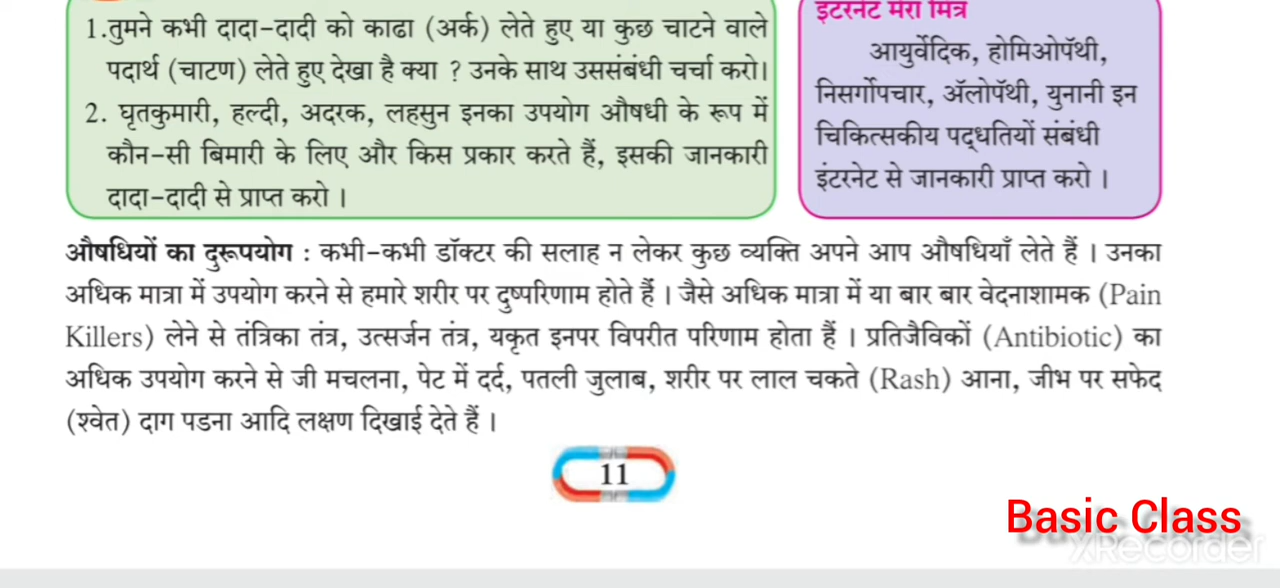 1.तुमने कभी दादा-दादी को काढा (अर्क) लेते हुए या कुछ चाटने वाले
पदार्थ (चाटण) लेते हुए देखा है क्या ? उनके साथ उससंबंधी चर्चा करो।
2. घृतकुमारी, हल्दी, अदरक, लहसुन इनका उपयोग औषधी के रूप में
कौन-सी बिमारी के लिए और किस प्रकार करते हैं, इसकी जानकारी
दादा-दादी से प्राप्त करो ।
इंटरनेट मेरा मित्र
आयुर्वेदिक, होमिओपॅथी,
निसर्गोपचार, ॲलोपॅथी, युनानी इन
चिकित्सकीय पद्धतियों संबंधी
इंटरनेट से जानकारी प्राप्त करो ।
औषधियों का दुरूपयोग : कभी-कभी डॉक्टर की सलाह न लेकर कुछ व्यक्ति अपने आप औषधियाँ लेते हैं । उनका
अधिक मात्रा में उपयोग करने से हमारे शरीर पर दुष्परिणाम होते हैं । जैसे अधिक मात्रा में या बार बार वेदनाशामक (Pain
Killers) लेने से तंत्रिका तंत्र, उत्सर्जन तंत्र, यकृत इनपर विपरीत परिणाम होता हैं । प्रतिजैविकों (Antibiotic) का
अधिक उपयोग करने से जी मचलना, पेट में दर्द, पतली जुलाब, शरीर पर लाल चकते (Rash) आना, जीभ पर सफेद
(श्वेत) दाग पडना आदि लक्षण दिखाई देते हैं ।
11
Basic Class
XRecorder